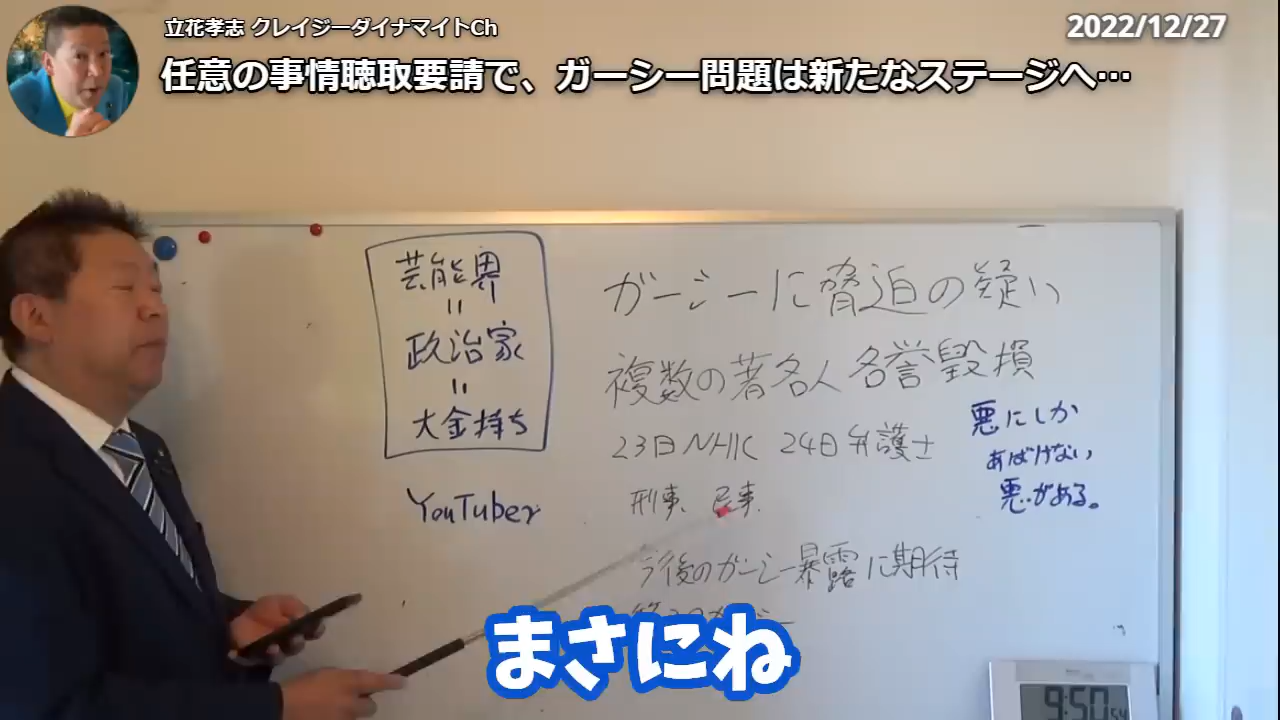 立花孝志 クレイジーダイナマイトCh
2022/12/27
任意の事情聴取要請で、ガーシー問題は新たなステージへ…
芸能界
=
政治家
=
大金持ち
YouTuber
ガーシーに脅迫の疑い
複数の著名人 名誉毀損
23日NHK 24日弁護士
刑事、民事
今後のガーシー暴露に期待
悪にしか
あばけない
悪がある。
まさにね
9:50 54